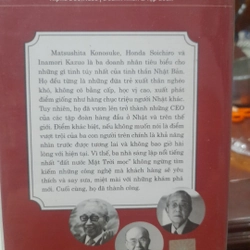 Matsushita Konosuke, Honda Soichiro và
Inamori Kazuo là ba doanh nhân tiêu biểu cho
những gì tinh túy nhất của tinh thần Nhật Bản.
Họ đều từng là những đứa trẻ xuất thân nghèo
khó, không có bằng cấp, học vị cao, xuất phát
điểm giống như hàng chục triệu người Nhật khác.
Tuy nhiên, họ đã vươn lên trở thành những CEO
của các tập đoàn hàng đầu ở Nhật và trên thế
giới. Điểm khác biệt, nếu không muốn nói là điểm
vượt trội của ba con người trên chính là khả năng
nhìn trước được tương lai và không bao giờ hài
lòng với hiện tại. Vì thế, ba nhà sáng lập nổi tiếng
nhất "đất nước Mặt Trời mọc" không ngừng tìm
kiếm những công nghệ mà khách hàng sẽ yêu
thích và say sưa, miệt mài với những khám phá
mới. Cuối cùng, họ đã thành công.